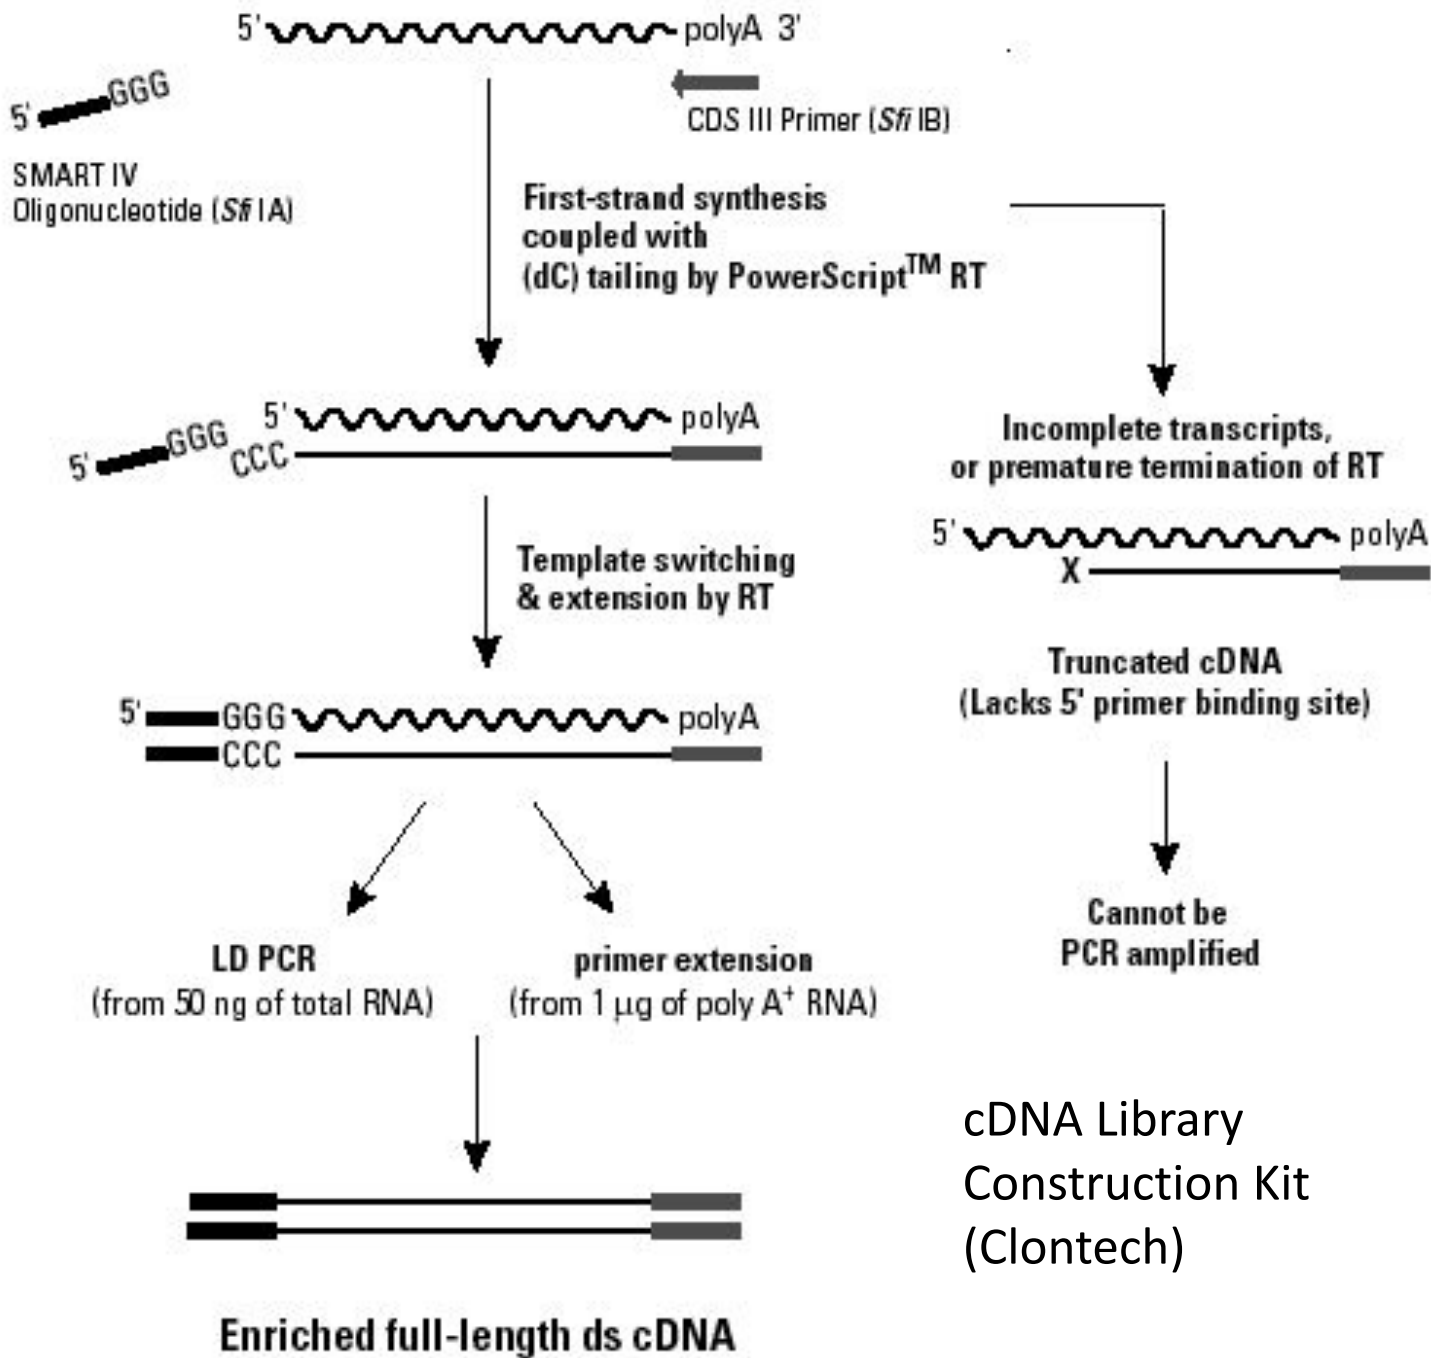 5' polyA 3'
5' GGG
CDS III Primer (Sfi IB)
SMART IV
Oligonucleotide (Sfi IA)
First-strand synthesis
coupled with
(dC) tailing by PowerScript™ RT
5' polyA
5' GGG CCC
Incomplete transcripts,
or premature termination of RT
5' polyA
X
Template switching
& extension by RT
Truncated cDNA
(Lacks 5' primer binding site)
5' GGG polyA
CCC
Cannot be
PCR amplified
LD PCR
(from 50 ng of total RNA)
primer extension
(from 1 μg of poly A⁺ RNA)
cDNA Library
Construction Kit
(Clontech)
Enriched full-length ds cDNA